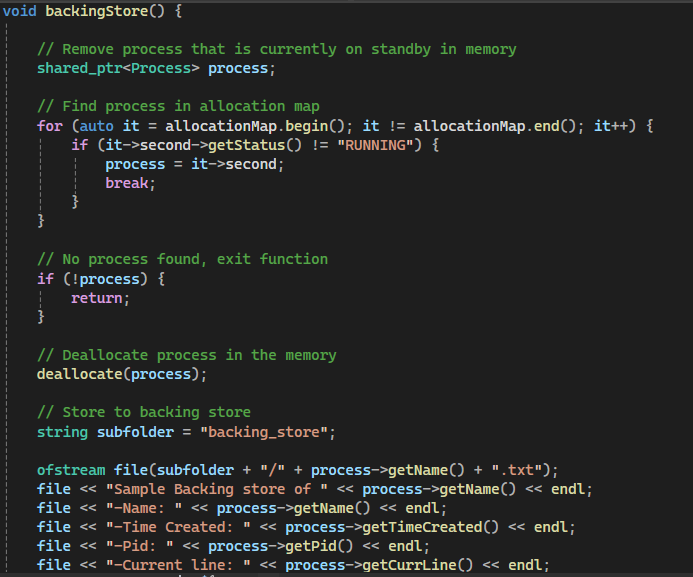 void backingStore() {
// Remove process that is currently on standby in memory
shared_ptr<Process> process;
// Find process in allocation map
for (auto it = allocationMap.begin(); it != allocationMap.end(); it++) {
if (it->second->getStatus() != "RUNNING") {
process = it->second;
break;
}
}
// No process found, exit function
if (!process) {
return;
}
// Deallocate process in the memory
deallocate(process);
// Store to backing store
string subfolder = "backing_store";
ofstream file(subfolder + "/" + process->getName() + ".txt");
file << "Sample Backing store of " << process->getName() << endl;
file << "-Name: " << process->getName() << endl;
file << "-Time Created: " << process->getTimeCreated() << endl;
file << "-Pid: " << process->getPid() << endl;
file << "-Current line: " << process->getCurrLine() << endl;